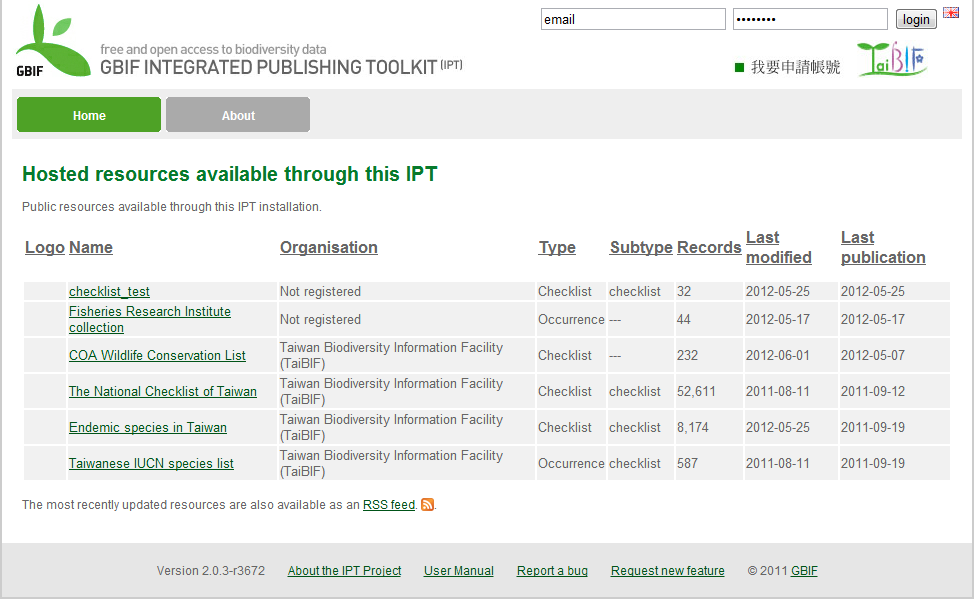 email
••••••••
login
GBIF
free and open access to biodiversity data
GBIF INTEGRATED PUBLISHING TOOLKIT (IPT)
我要申請帳號
TaiBIF
Home
About
Hosted resources available through this IPT
Public resources available through this IPT installation.
Logo Name Organisation Type Subtype Records Last modified Last publication
checklist_test Not registered Checklist checklist 32 2012-05-25 2012-05-25
Fisheries Research Institute collection Not registered Occurrence --- 44 2012-05-17 2012-05-17
COA Wildlife Conservation List Taiwan Biodiversity Information Facility (TaiBIF) Checklist --- 232 2012-06-01 2012-05-07
The National Checklist of Taiwan Taiwan Biodiversity Information Facility (TaiBIF) Checklist checklist 52,611 2011-08-11 2011-09-12
Endemic species in Taiwan Taiwan Biodiversity Information Facility (TaiBIF) Checklist checklist 8,174 2012-05-25 2011-09-19
Taiwanese IUCN species list Taiwan Biodiversity Information Facility (TaiBIF) Occurrence checklist 587 2011-08-11 2011-09-19
The most recently updated resources are also available as an RSS feed.
Version 2.0.3-r3672 About the IPT Project User Manual Report a bug Request new feature © 2011 GBIF